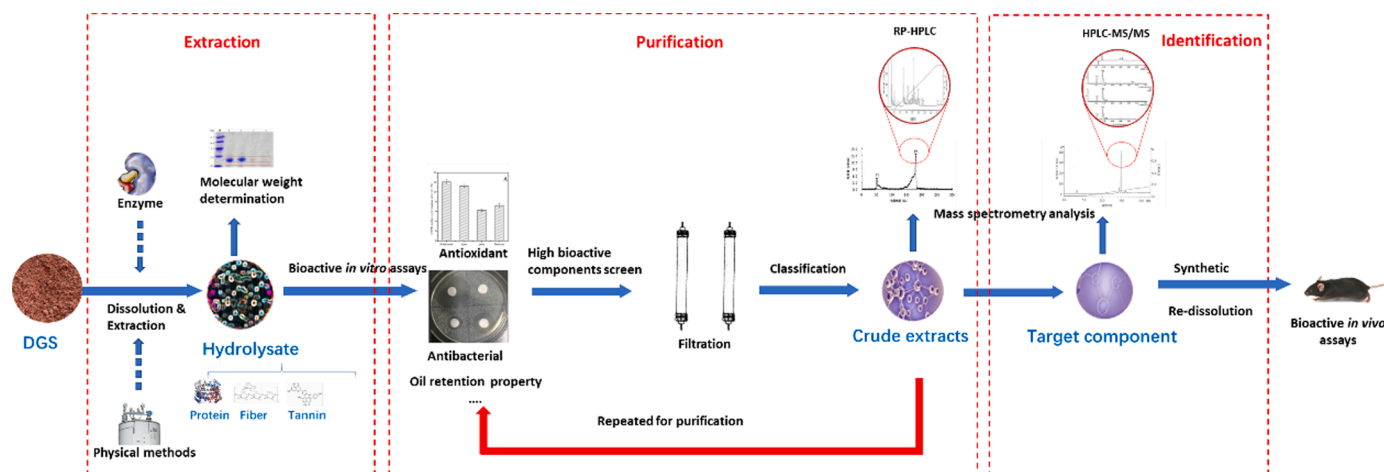 Extraction
Purification
Identification
RP-HPLC
HPLC-MS/MS
Enzyme
Molecular weight
determination
A
Antioxidant
Bioactive in vitro assays
High bioactive
components screen
Classification
Mass spectrometry analysis
Synthetic
Re-dissolution
DGS
Dissolution &
Extraction
Hydrolysate
Antibacterial
Oil retention property
....
Filtration
Crude extracts
Target component
Bioactive in vivo
assays
Protein
Fiber
Tannin
Physical methods
Repeated for purification